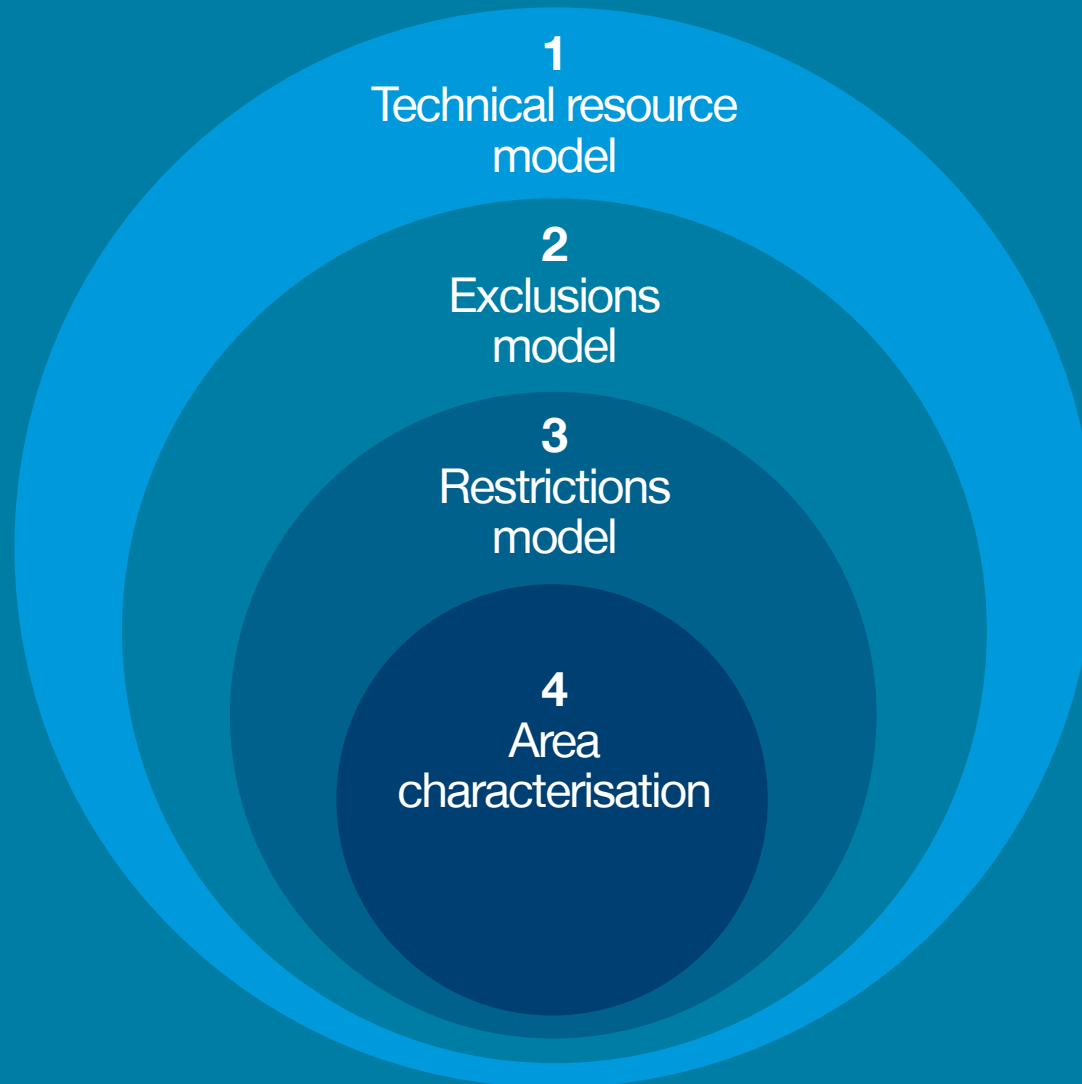 1
Technical resource
model
2
Exclusions
model
3
Restrictions
model
4
Area
characterisation